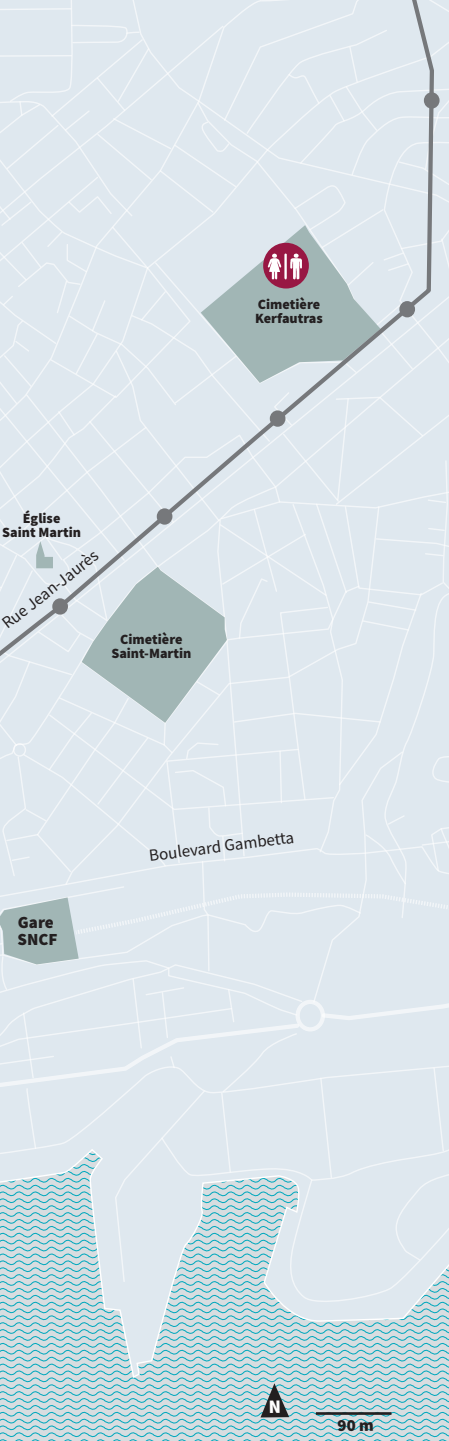 Cimetière
Kerfautras
Église
Saint Martin
Rue Jean-Jaurès
Cimetière
Saint-Martin
Boulevard Gambetta
Gare
SNCF
N
90 m